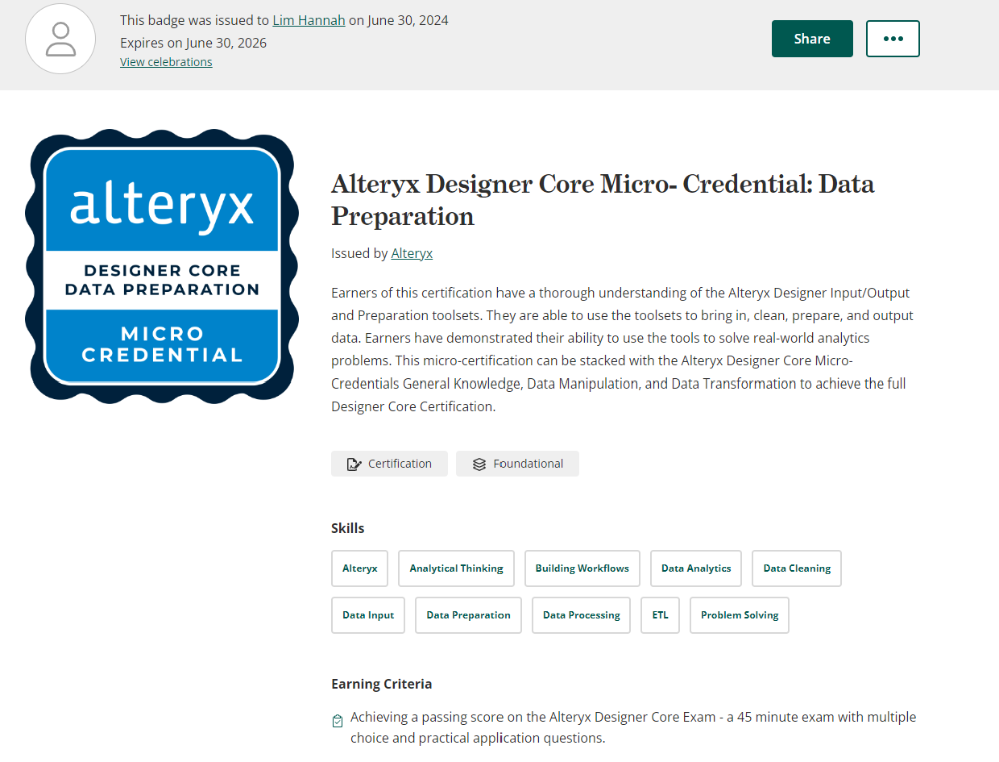 This badge was issued to Lim Hannah on June 30, 2024
Expires on June 30, 2026
View celebrations
Share
alteryx
DESIGNER CORE
DATA PREPARATION
MICRO
CREDENTIAL
Alteryx Designer Core Micro- Credential: Data
Preparation
Issued by Alteryx
Earners of this certification have a thorough understanding of the Alteryx Designer Input/Output
and Preparation toolsets. They are able to use the toolsets to bring in, clean, prepare, and output
data. Earners have demonstrated their ability to use the tools to solve real-world analytics
problems. This micro-certification can be stacked with the Alteryx Designer Core Micro-
Credentials General Knowledge, Data Manipulation, and Data Transformation to achieve the full
Designer Core Certification.
Certification
Foundational
Skills
Alteryx
Analytical Thinking
Building Workflows
Data Analytics
Data Cleaning
Data Input
Data Preparation
Data Processing
ETL
Problem Solving
Earning Criteria
Achieving a passing score on the Alteryx Designer Core Exam - a 45 minute exam with multiple
choice and practical application questions.